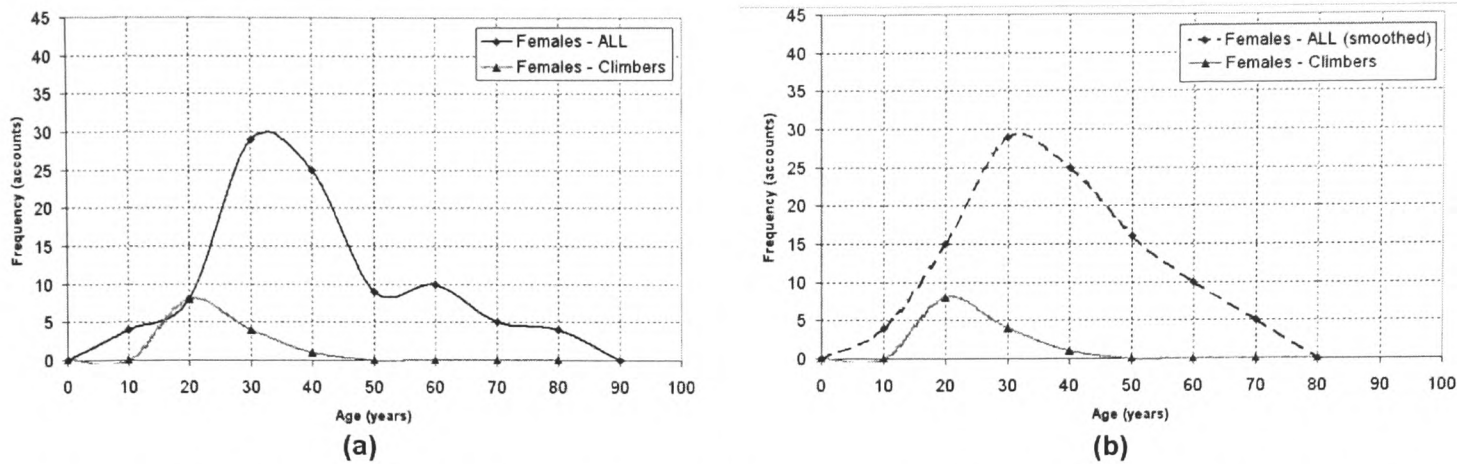 45
40
35
30
25
20
15
10
5
0
Frequency (accounts)
Females - ALL
Females - Climbers
0 10 20 30 40 50 60 70 80 90 100
Age (years)
(a)
45
40
35
30
25
20
15
10
5
0
Frequency (accounts)
Females - ALL (smoothed)
Females - Climbers
0 10 20 30 40 50 60 70 80 90 100
Age (years)
(b)